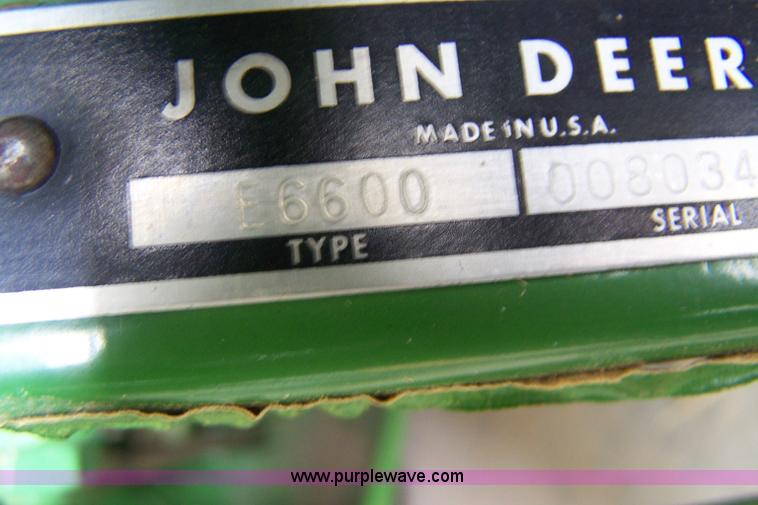 JOHN DEER
MADE IN U.S.A.
E6600 008034
TYPE SERIAL
www.purplewave.com